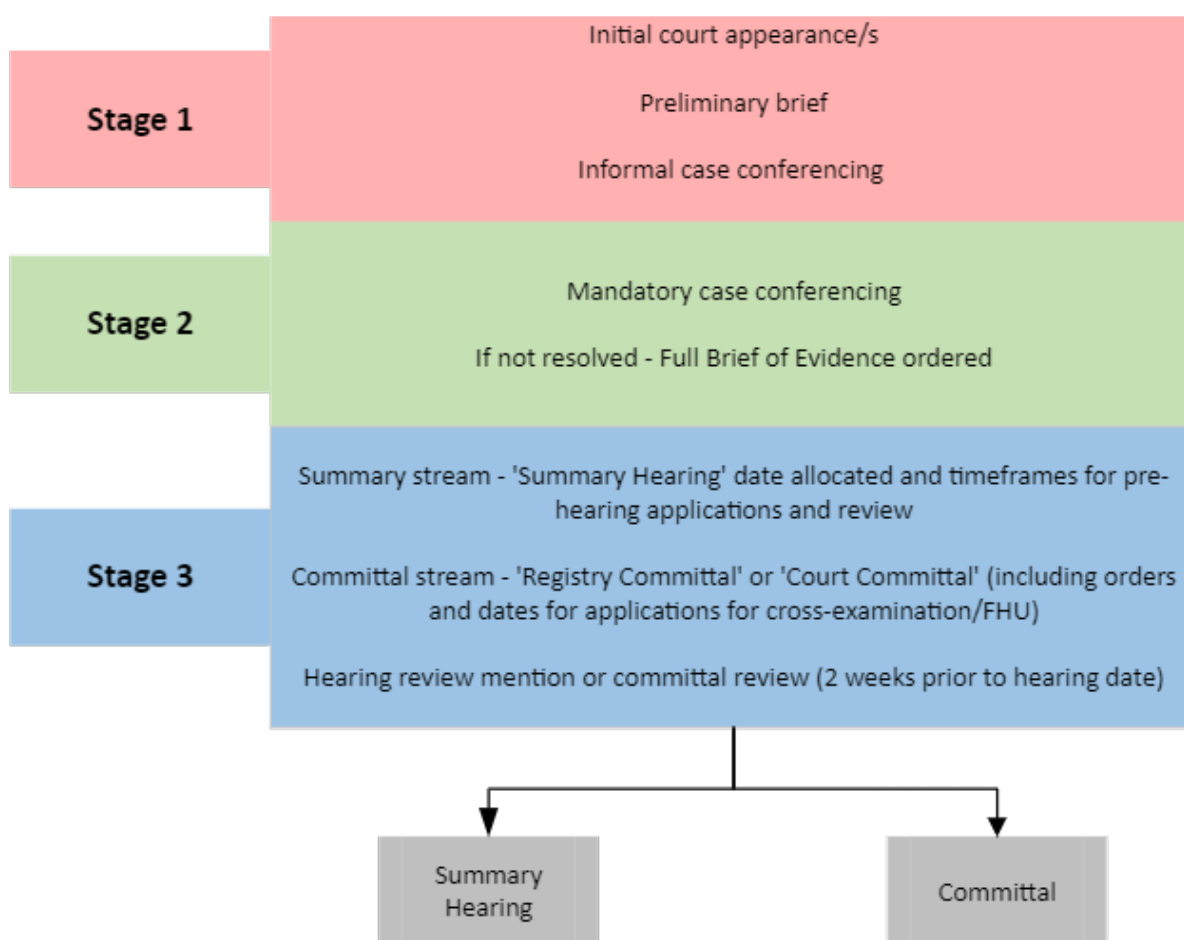 Initial court appearance/s
Stage 1
Preliminary brief
Informal case conferencing
Mandatory case conferencing
Stage 2
If not resolved - Full Brief of Evidence ordered
Summary stream - 'Summary Hearing' date allocated and timeframes for pre-
hearing applications and review
Stage 3
Committal stream - 'Registry Committal' or 'Court Committal' (including orders
and dates for applications for cross-examination/FHU)
Hearing review mention or committal review (2 weeks prior to hearing date)
Summary
Hearing
Committal